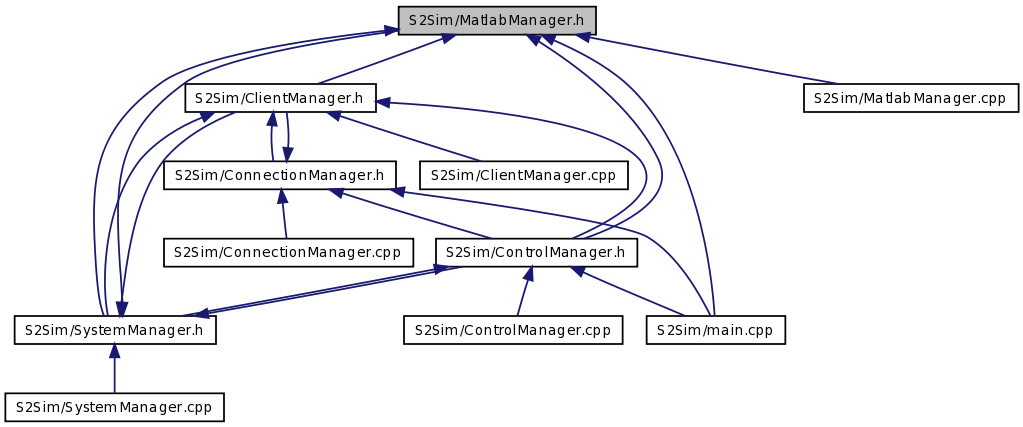 S2Sim/MatlabManager.h
S2Sim/ClientManager.h
S2Sim/MatlabManager.cpp
S2Sim/ConnectionManager.h
S2Sim/ClientManager.cpp
S2Sim/ConnectionManager.cpp
S2Sim/ControlManager.h
S2Sim/SystemManager.h
S2Sim/ControlManager.cpp
S2Sim/main.cpp
S2Sim/SystemManager.cpp